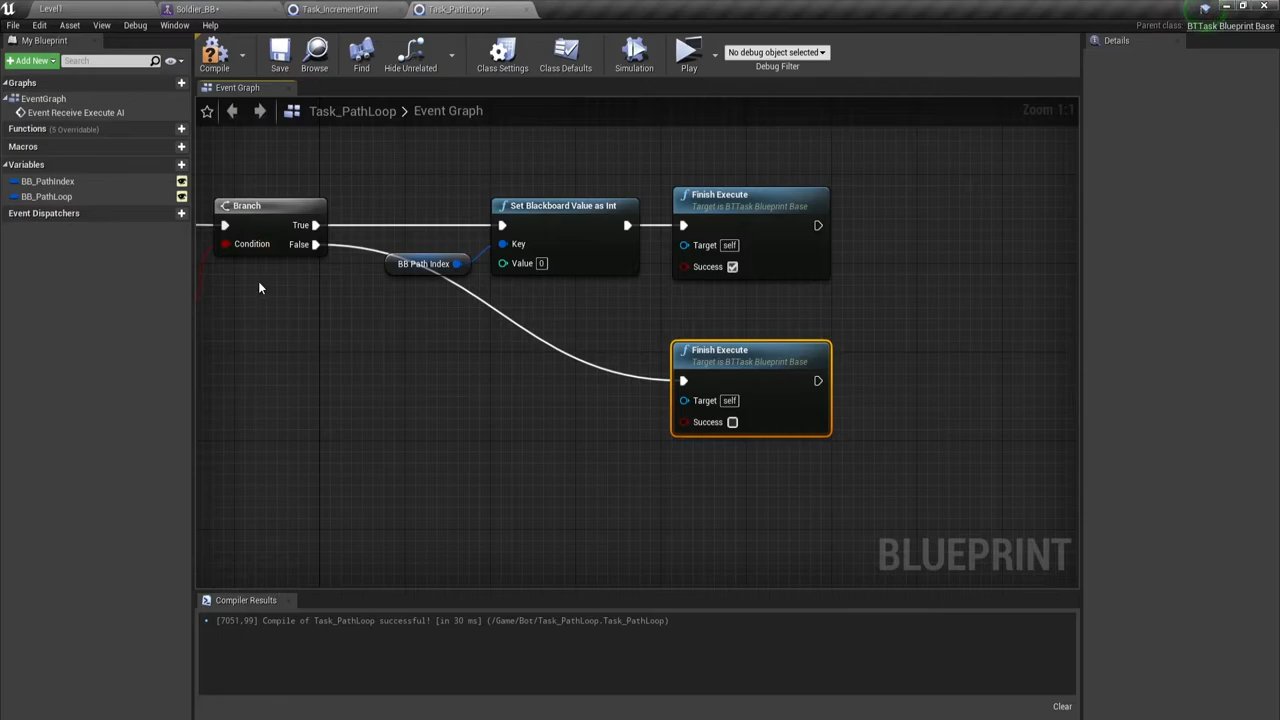 Level1
Soldier_BB*
Task_IncrementPoint
Task_PathLoop*
File Edit Asset View Debug Window Help
Parent class: BTTask Blueprint Base
My Blueprint
Details
+Add New
Search
Compile
Save
Browse
Find
Hide Unrelated
Class Settings
Class Defaults
Simulation
Play
No debug object selected
Debug Filter
Graphs
EventGraph
Event Receive Execute AI
Functions (5 Overridable)
Macros
Variables
BB_PathIndex
BB_PathLoop
Event Dispatchers
Event Graph
Task_PathLoop > Event Graph
Zoom 1:1
Branch
True
Condition
False
BB Path Index
Set Blackboard Value as Int
Key
Value 0
Finish Execute
Target is BTTask Blueprint Base
Target self
Success
Finish Execute
Target is BTTask Blueprint Base
Target self
Success
BLUEPRINT
Compiler Results
[7051,99] Compile of Task_PathLoop successful! [in 30 ms] (/Game/Bot/Task_PathLoop.Task_PathLoop)
Clear